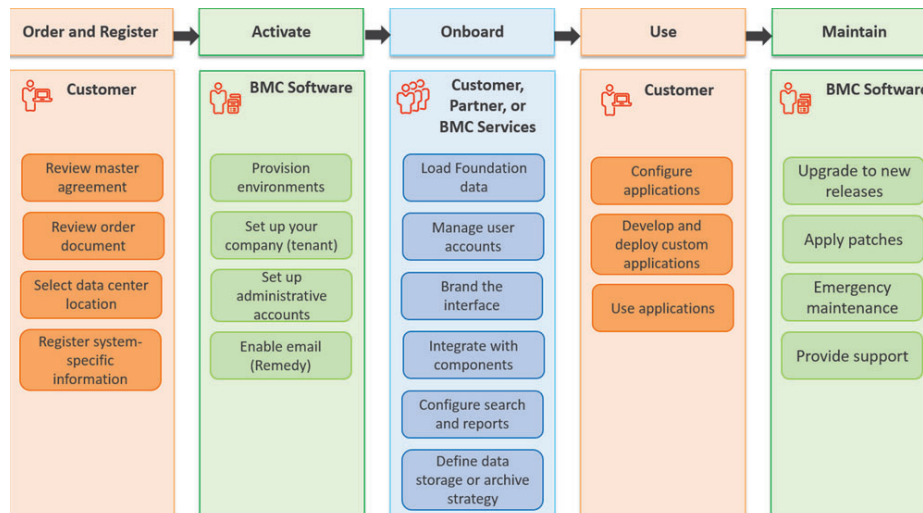 Order and Register
Activate
Onboard
Use
Maintain
Customer
Review master
agreement
Review order
document
Select data center
location
Register system-
specific
information
BMC Software
Provision
environments
Set up your
company (tenant)
Set up
administrative
accounts
Enable email
(Remedy)
Customer,
Partner, or
BMC Services
Load Foundation
data
Manage user
accounts
Brand the
interface
Integrate with
components
Configure search
and reports
Define data
storage or archive
strategy
Customer
Configure
applications
Develop and
deploy custom
applications
Use applications
BMC Software
Upgrade to new
releases
Apply patches
Emergency
maintenance
Provide support